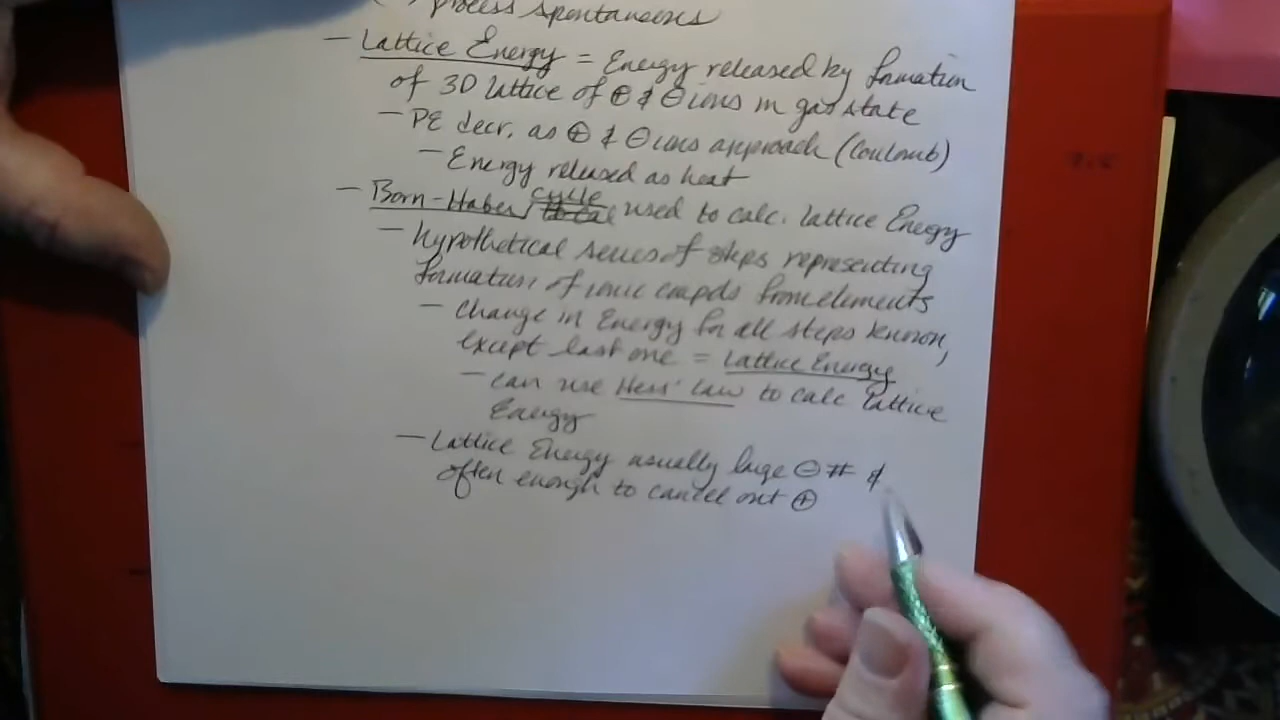 process spontaneous
- Lattice Energy = Energy released by formation
of 3D lattice of ⊕ & ⊖ ions in gas state
- PE decr. as ⊕ & ⊖ ions approach (Coulomb)
- Energy released as heat
- Born-Haber cycle used to calc. lattice Energy
- hypothetical series of steps representing
formation of ionic compds from elements
- change in Energy for all steps known,
except last one = Lattice Energy
- can use Hess' Law to calc lattice
Energy
- Lattice Energy usually large ⊖ # &
often enough to cancel out ⊕